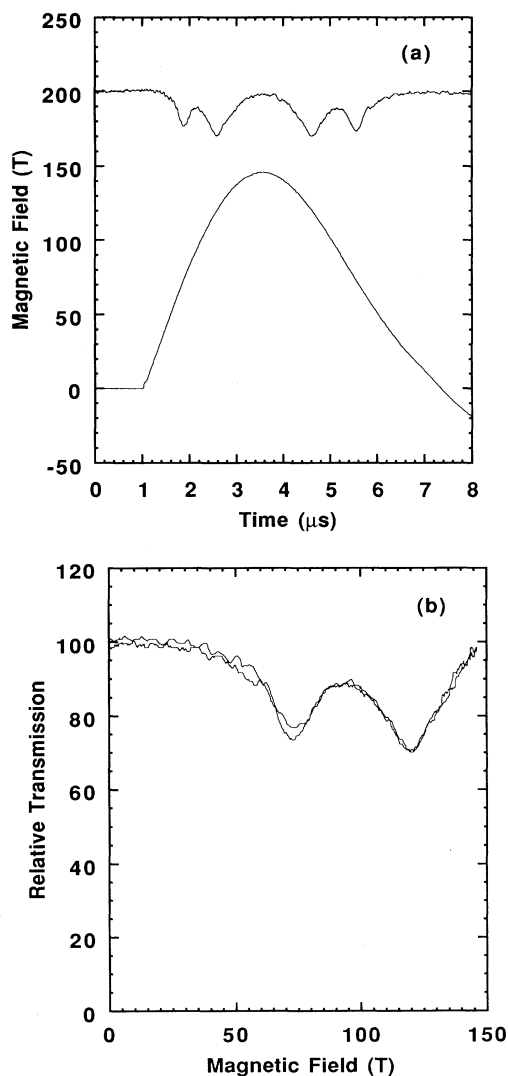 250
200
150
100
50
0
-50
Magnetic Field (T)
(a)
0 1 2 3 4 5 6 7 8
Time (μs)
120
100
80
60
40
20
0
Relative Transmission
(b)
0 50 100 150
Magnetic Field (T)